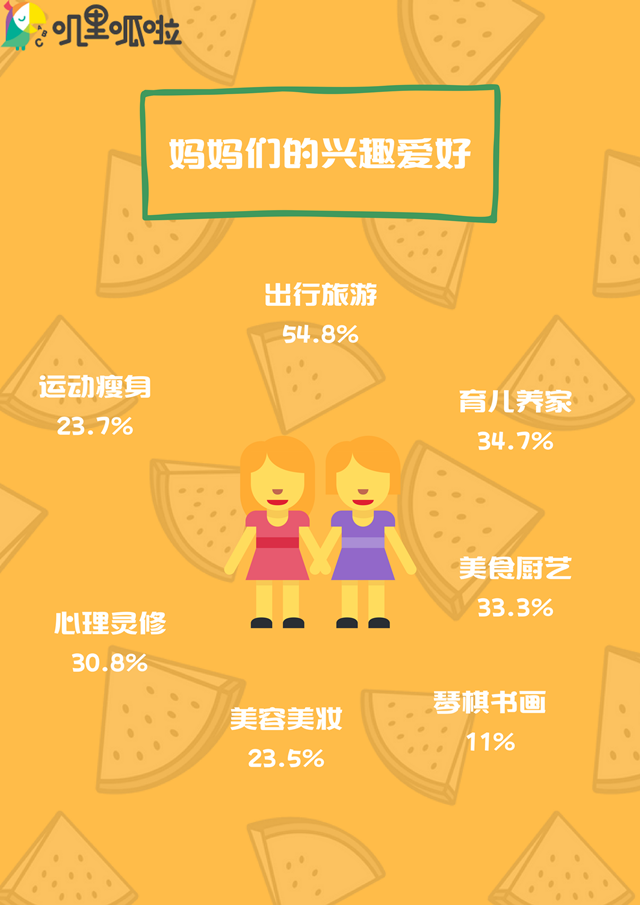 ABC
叽里呱啦
妈妈们的兴趣爱好
出行旅游
54.8%
运动瘦身
23.7%
育儿养家
34.7%
美食厨艺
33.3%
心理灵修
30.8%
琴棋书画
11%
美容美妆
23.5%